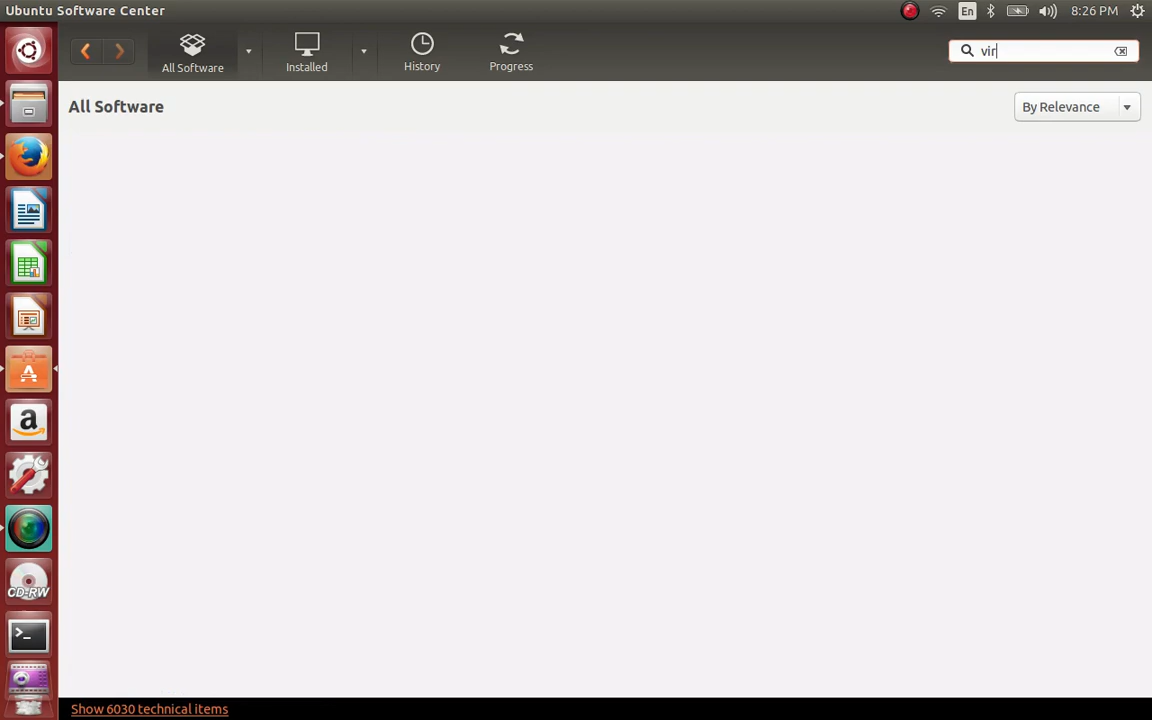 Ubuntu Software Center
En
8:26 PM
All Software
Installed
History
Progress
vir
All Software
By Relevance
a
CD-RW
>_
Show 6030 technical items